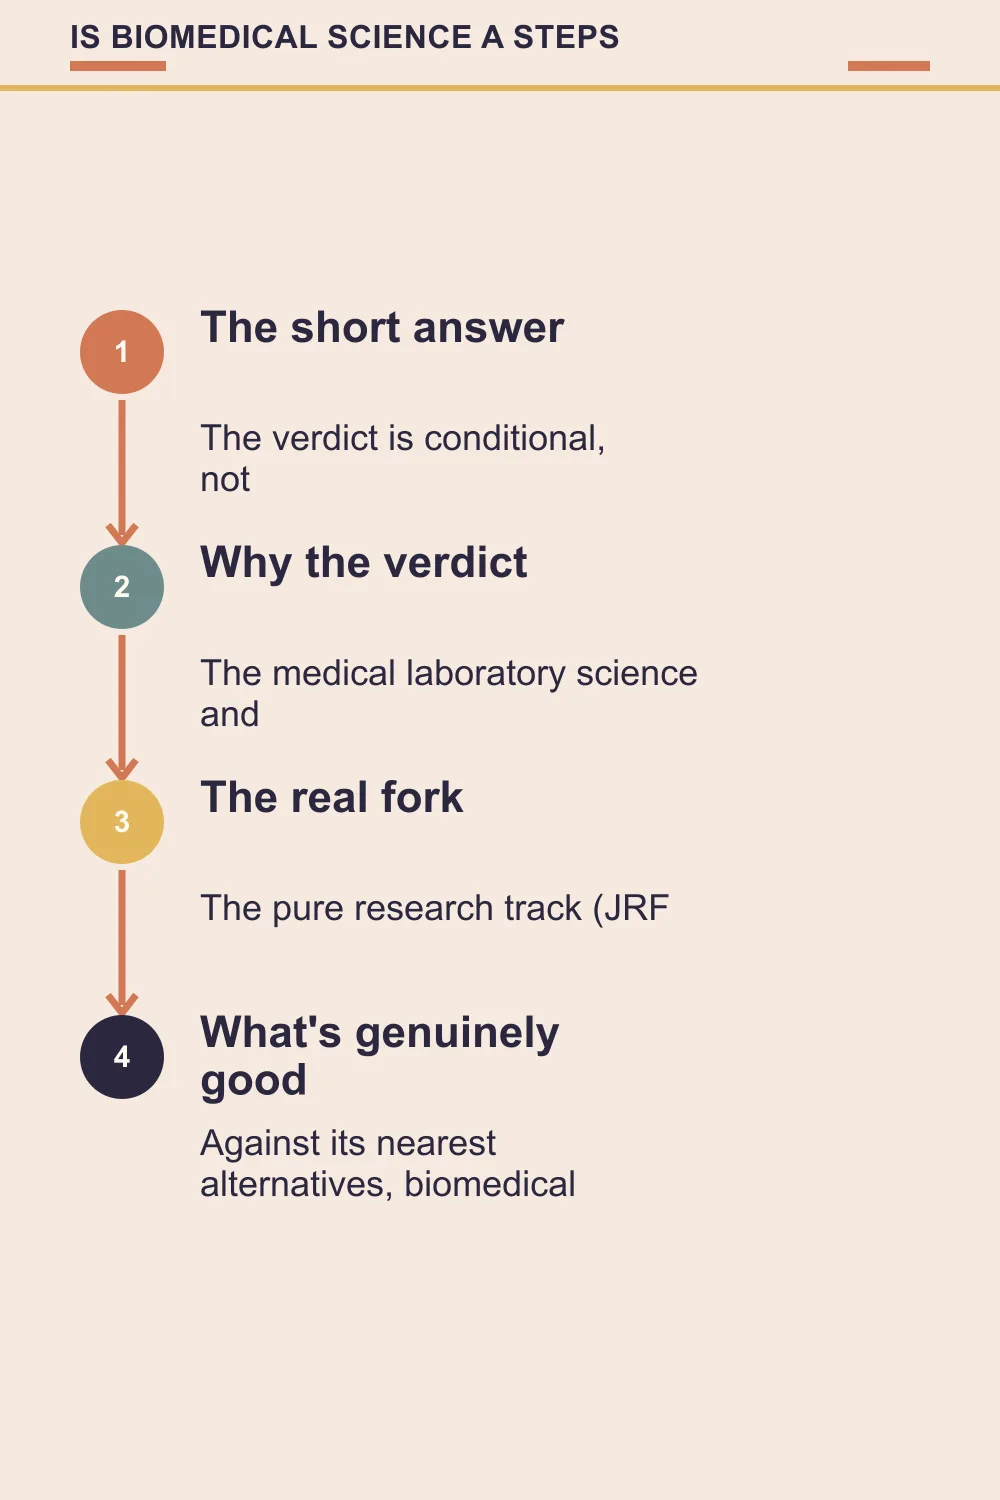 IS BIOMEDICAL SCIENCE A STEPS
1
The short answer
The verdict is conditional,
not
2
Why the verdict
The medical laboratory science
and
3
The real fork
The pure research track (JRF
4
What's genuinely
good
Against its nearest
alternatives, biomedical